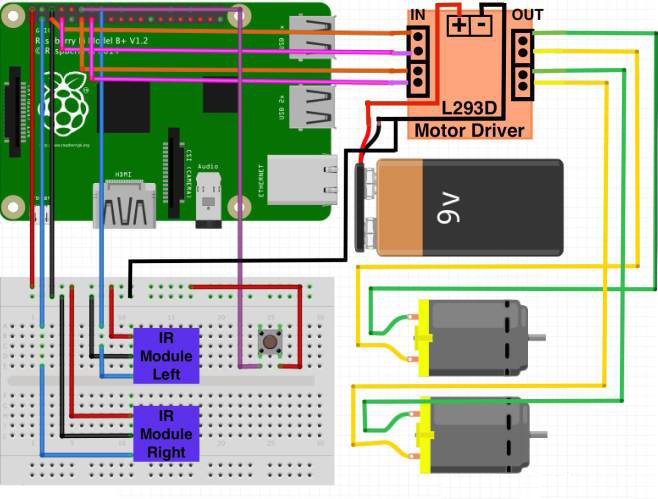 IN
OUT
+ -
Raspberry Pi Model B+ V1.2
USB 2x
L293D
Motor Driver
USB 2x
HDMI
CSI (CAMERA)
Audio
ETHERNET
9v
IR
Module
Left
IR
Module
Right